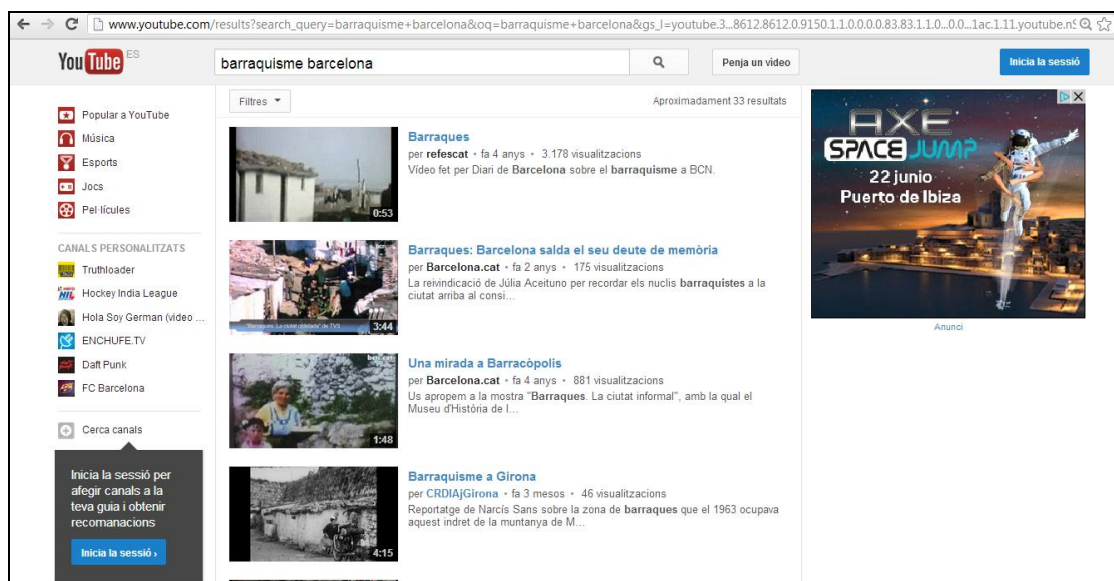 www.youtube.com/results?search_query=barraquisme+barcelona&oq=barraquisme+barcelona&gs_l=youtube.3...8612.8612.0.9150.1.1.0.0.0.0.83.83.1.1.0...0.0...1ac.1.11.youtube.nS
YouTube ES
barraquisme barcelona
Penja un vídeo
Inicia la sessió
Popular a YouTube
Música
Esports
Jocs
Pel·lícules
CANALS PERSONALITZATS
Truthloader
Hockey India League
Hola Soy German (video ...
ENCHUFE.TV
Daft Punk
FC Barcelona
Cerca canals
Inicia la sessió per
afegir canals a la
teva guia i obtenir
recomanacions
Inicia la sessió ›
Filtres
Aproximadament 33 resultats
Barraques
per refescat • fa 4 anys • 3.178 visualitzacions
Vídeo fet per Diari de Barcelona sobre el barraquisme a BCN.
0:53
Barraques: Barcelona salda el seu deute de memòria
per Barcelona.cat • fa 2 anys • 175 visualitzacions
La reivindicació de Júlia Aceituno per recordar els nuclis barraquistes a la
ciutat arriba al consi...
"Barraques. La ciutat oblidada" de TV3
3:44
Una mirada a Barracòpolis
per Barcelona.cat • fa 4 anys • 881 visualitzacions
Us apropem a la mostra "Barraques. La ciutat informal", amb la qual el
Museu d'Història de l...
1:48
Barraquisme a Girona
per CRDIAjGirona • fa 3 mesos • 46 visualitzacions
Reportatge de Narcís Sans sobre la zona de barraques que el 1963 ocupava
aquest indret de la muntanya de M...
4:15
AXE
SPACE JUMP
22 junio
Puerto de Ibiza
Anunci